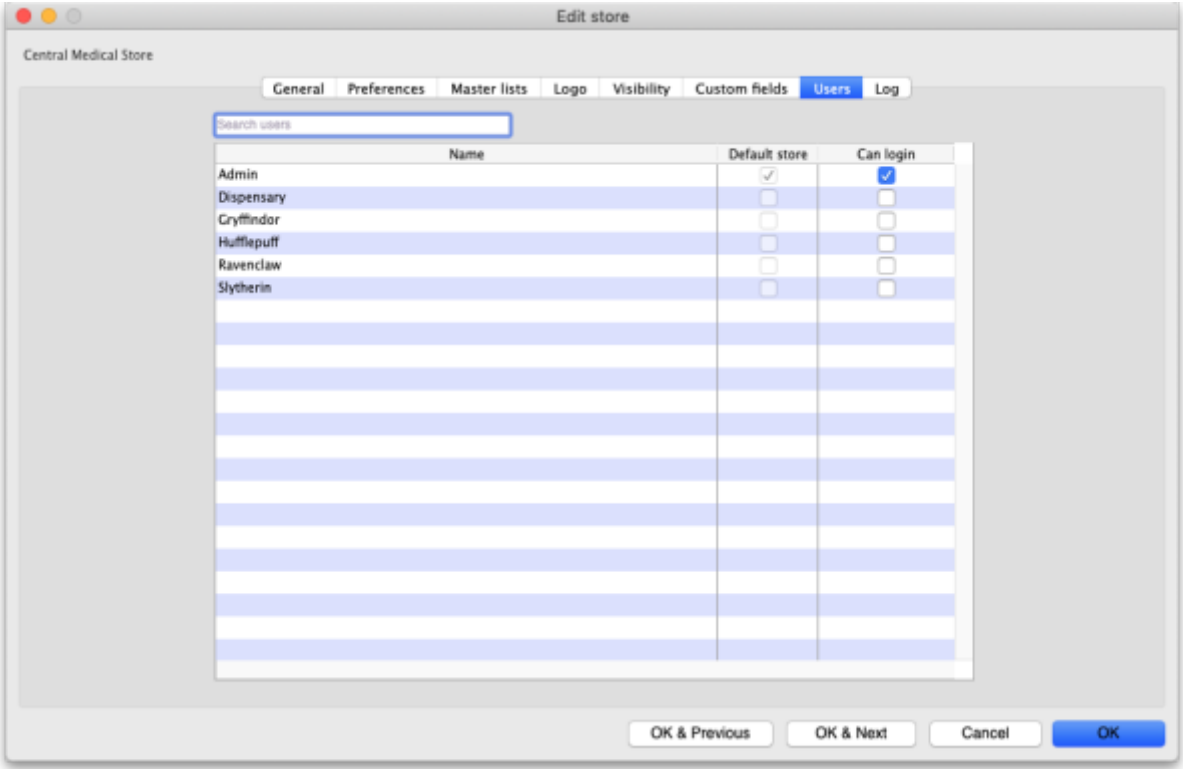 Edit store
Central Medical Store
General Preferences Master lists Logo Visibility Custom fields Users Log
Search users
Name Default store Can login
Admin
Dispensary
Gryffindor
Hufflepuff
Ravenclaw
Slytherin
OK & Previous OK & Next Cancel OK